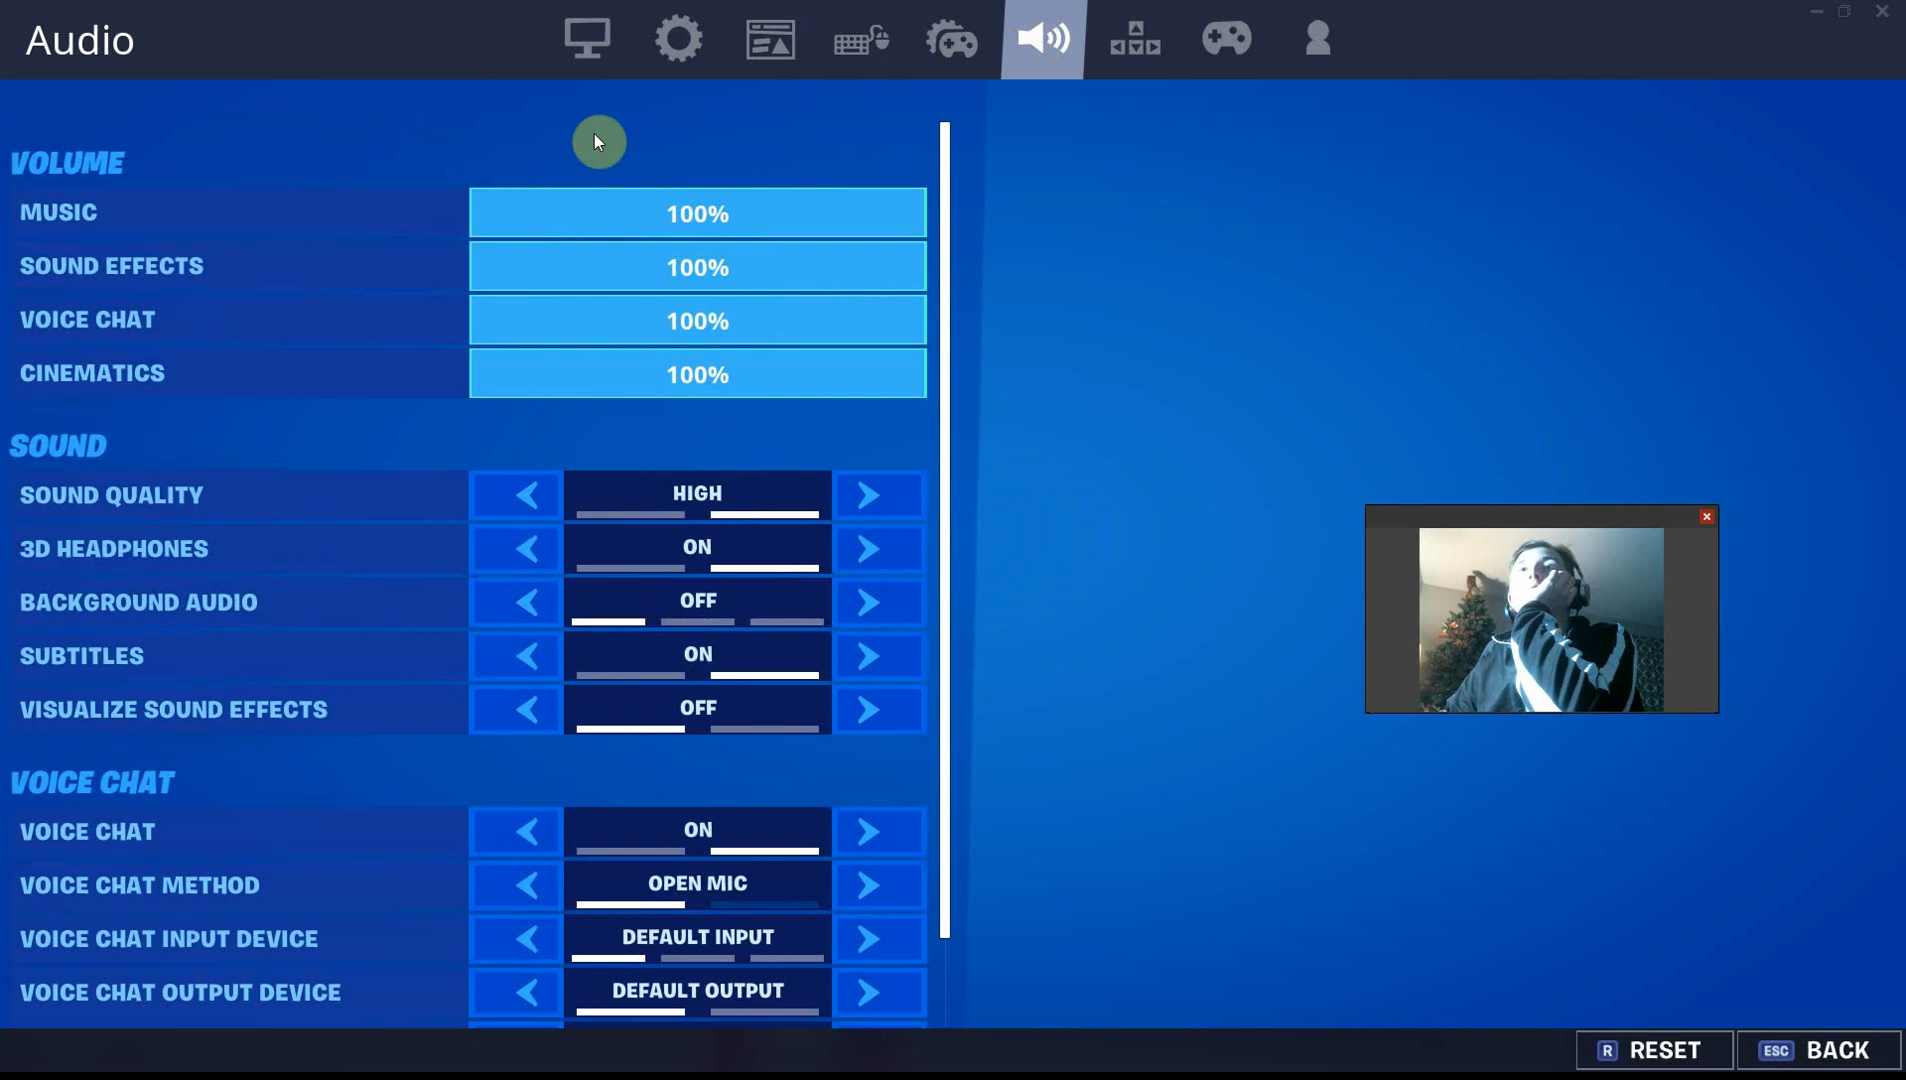 Audio
VOLUME
MUSIC 100%
SOUND EFFECTS 100%
VOICE CHAT 100%
CINEMATICS 100%
SOUND
SOUND QUALITY HIGH
3D HEADPHONES ON
BACKGROUND AUDIO OFF
SUBTITLES ON
VISUALIZE SOUND EFFECTS OFF
VOICE CHAT
VOICE CHAT ON
VOICE CHAT METHOD OPEN MIC
VOICE CHAT INPUT DEVICE DEFAULT INPUT
VOICE CHAT OUTPUT DEVICE DEFAULT OUTPUT
R RESET ESC BACK